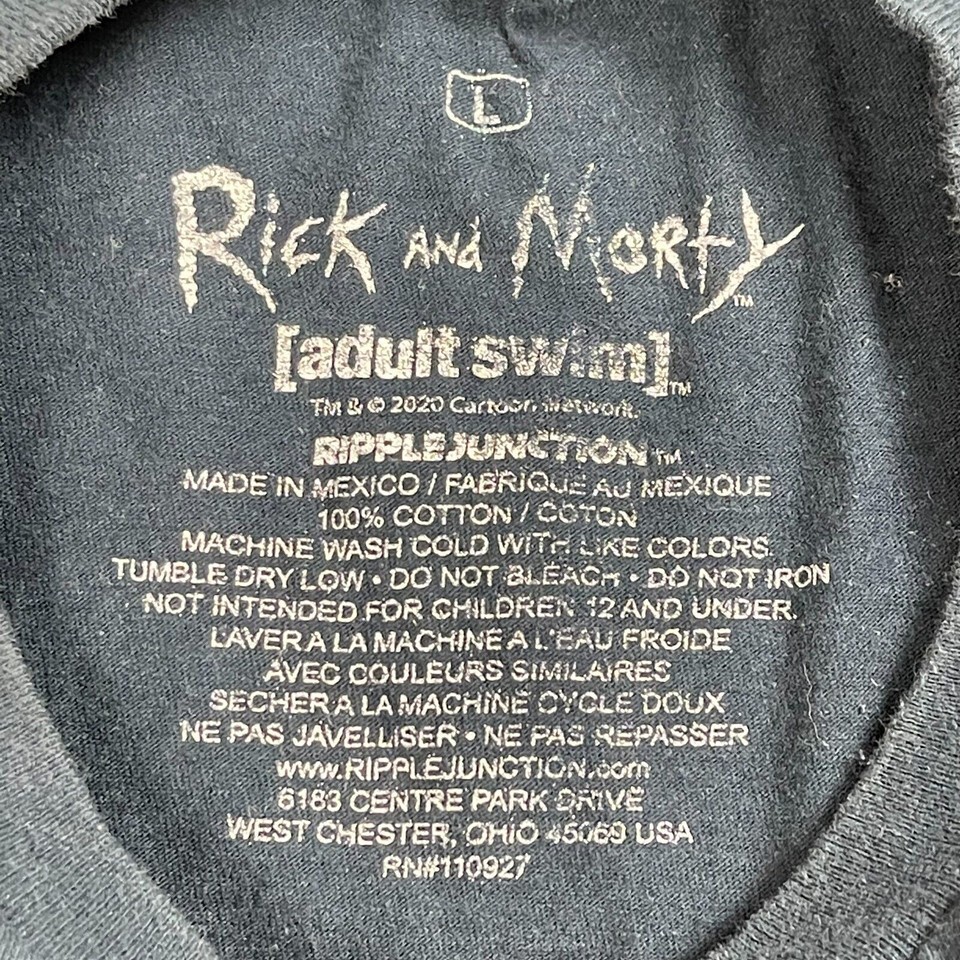 L
Rick and Morty™
[adult swim]™
TM & © 2020 Cartoon Network.
RIPPLEJUNCTION™
MADE IN MEXICO / FABRIQUE AU MEXIQUE
100% COTTON / COTON
MACHINE WASH COLD WITH LIKE COLORS.
TUMBLE DRY LOW • DO NOT BLEACH • DO NOT IRON
NOT INTENDED FOR CHILDREN 12 AND UNDER.
LAVER A LA MACHINE A L'EAU FROIDE
AVEC COULEURS SIMILAIRES
SECHER A LA MACHINE CYCLE DOUX
NE PAS JAVELLISER • NE PAS REPASSER
www.RIPPLEJUNCTION.com
6183 CENTRE PARK DRIVE
WEST CHESTER, OHIO 45069 USA
RN#110927